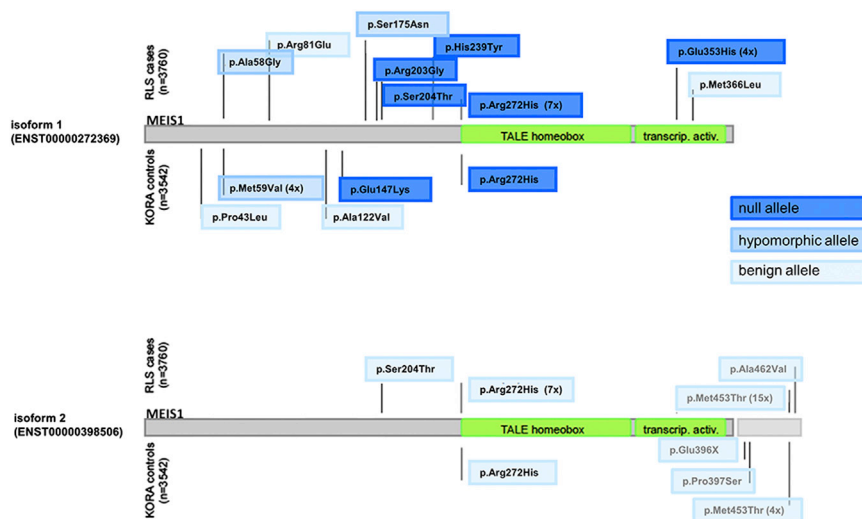 p.Ser175Asn
p.Arg81Glu
p.His239Tyr
p.Glu353His (4x)
p.Ala58Gly
p.Arg203Gly
p.Met366Leu
p.Ser204Thr
p.Arg272His (7x)
RLS cases
(n=3760)
isoform 1
(ENST00000272369)
MEIS1
TALE homeobox
transcrip. activ.
KORA controls
(n=3542)
p.Arg272His
p.Met59Val (4x)
p.Glu147Lys
p.Pro43Leu
p.Ala122Val
null allele
hypomorphic allele
benign allele
RLS cases
(n=3760)
p.Ser204Thr
p.Ala462Val
p.Arg272His (7x)
p.Met453Thr (15x)
isoform 2
(ENST00000398506)
MEIS1
TALE homeobox
transcrip. activ.
KORA controls
(n=3542)
p.Glu396X
p.Arg272His
p.Pro397Ser
p.Met453Thr (4x)